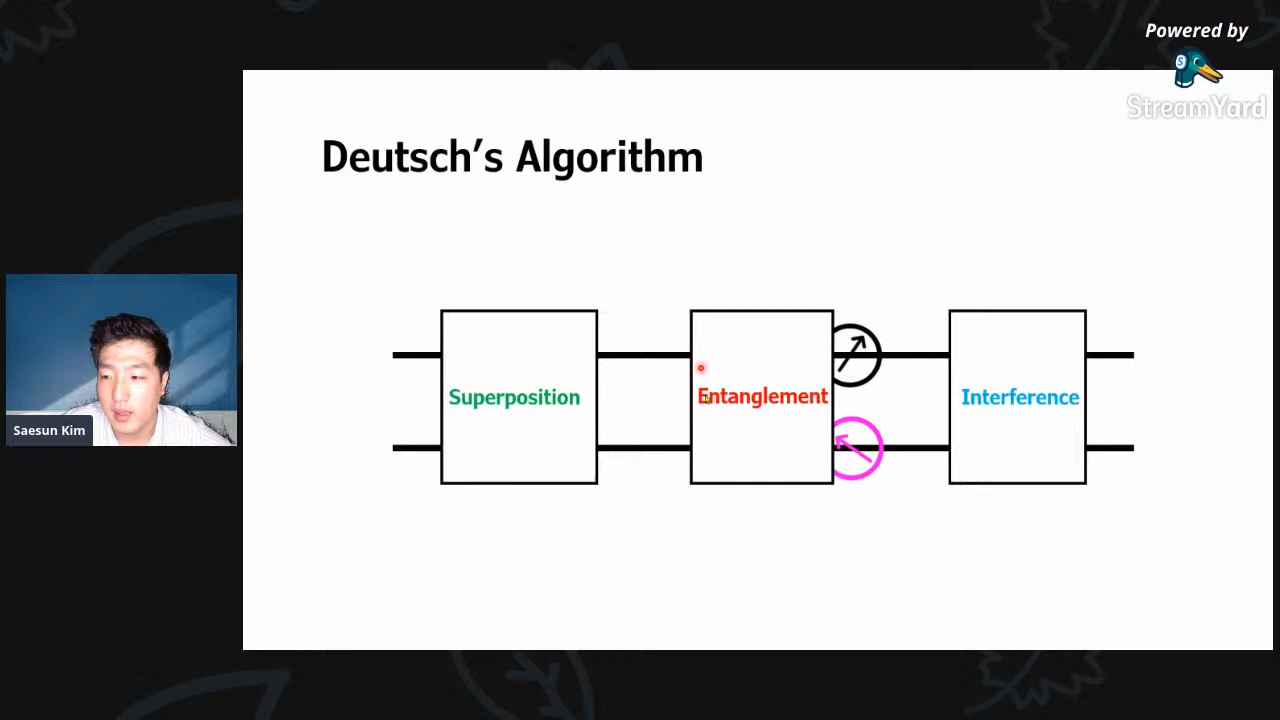 Powered by
StreamYard
Deutsch's Algorithm
Superposition
Entanglement
Interference
Saesun Kim